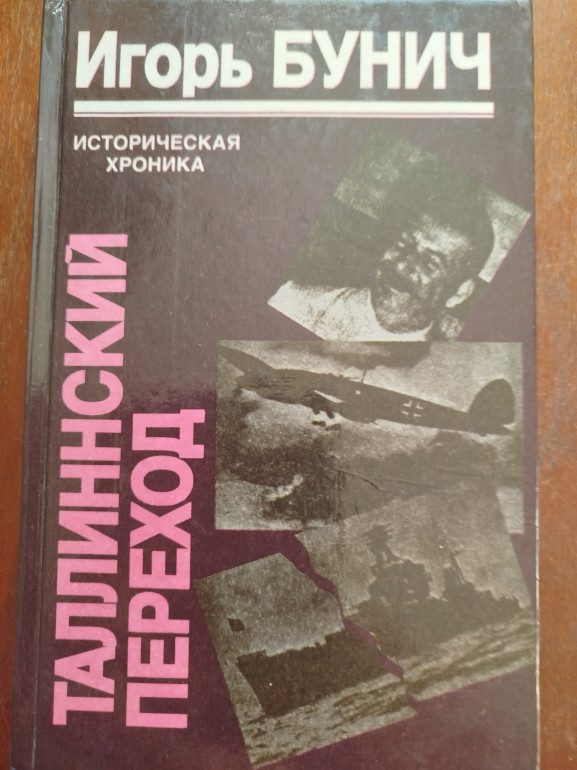 Игорь БУНИЧ
ИСТОРИЧЕСКАЯ
ХРОНИКА
ТАЛЛИННСКИЙ
ПЕРЕХОД